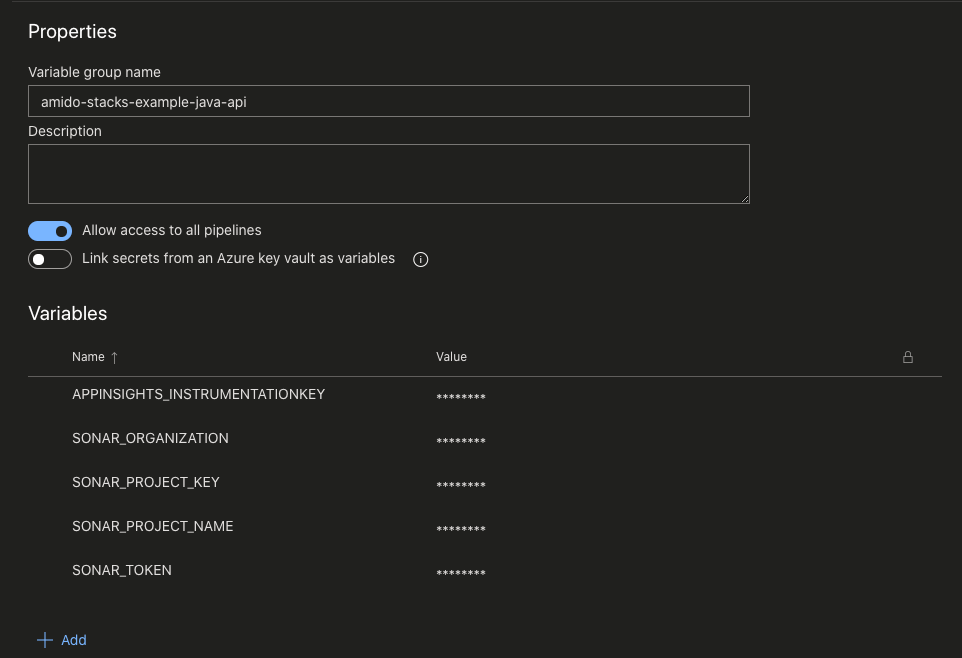 Properties
Variable group name
amido-stacks-example-java-api
Description
Allow access to all pipelines
Link secrets from an Azure key vault as variables
Variables
Name ↑ Value
APPINSIGHTS_INSTRUMENTATIONKEY ********
SONAR_ORGANIZATION ********
SONAR_PROJECT_KEY ********
SONAR_PROJECT_NAME ********
SONAR_TOKEN ********
+ Add